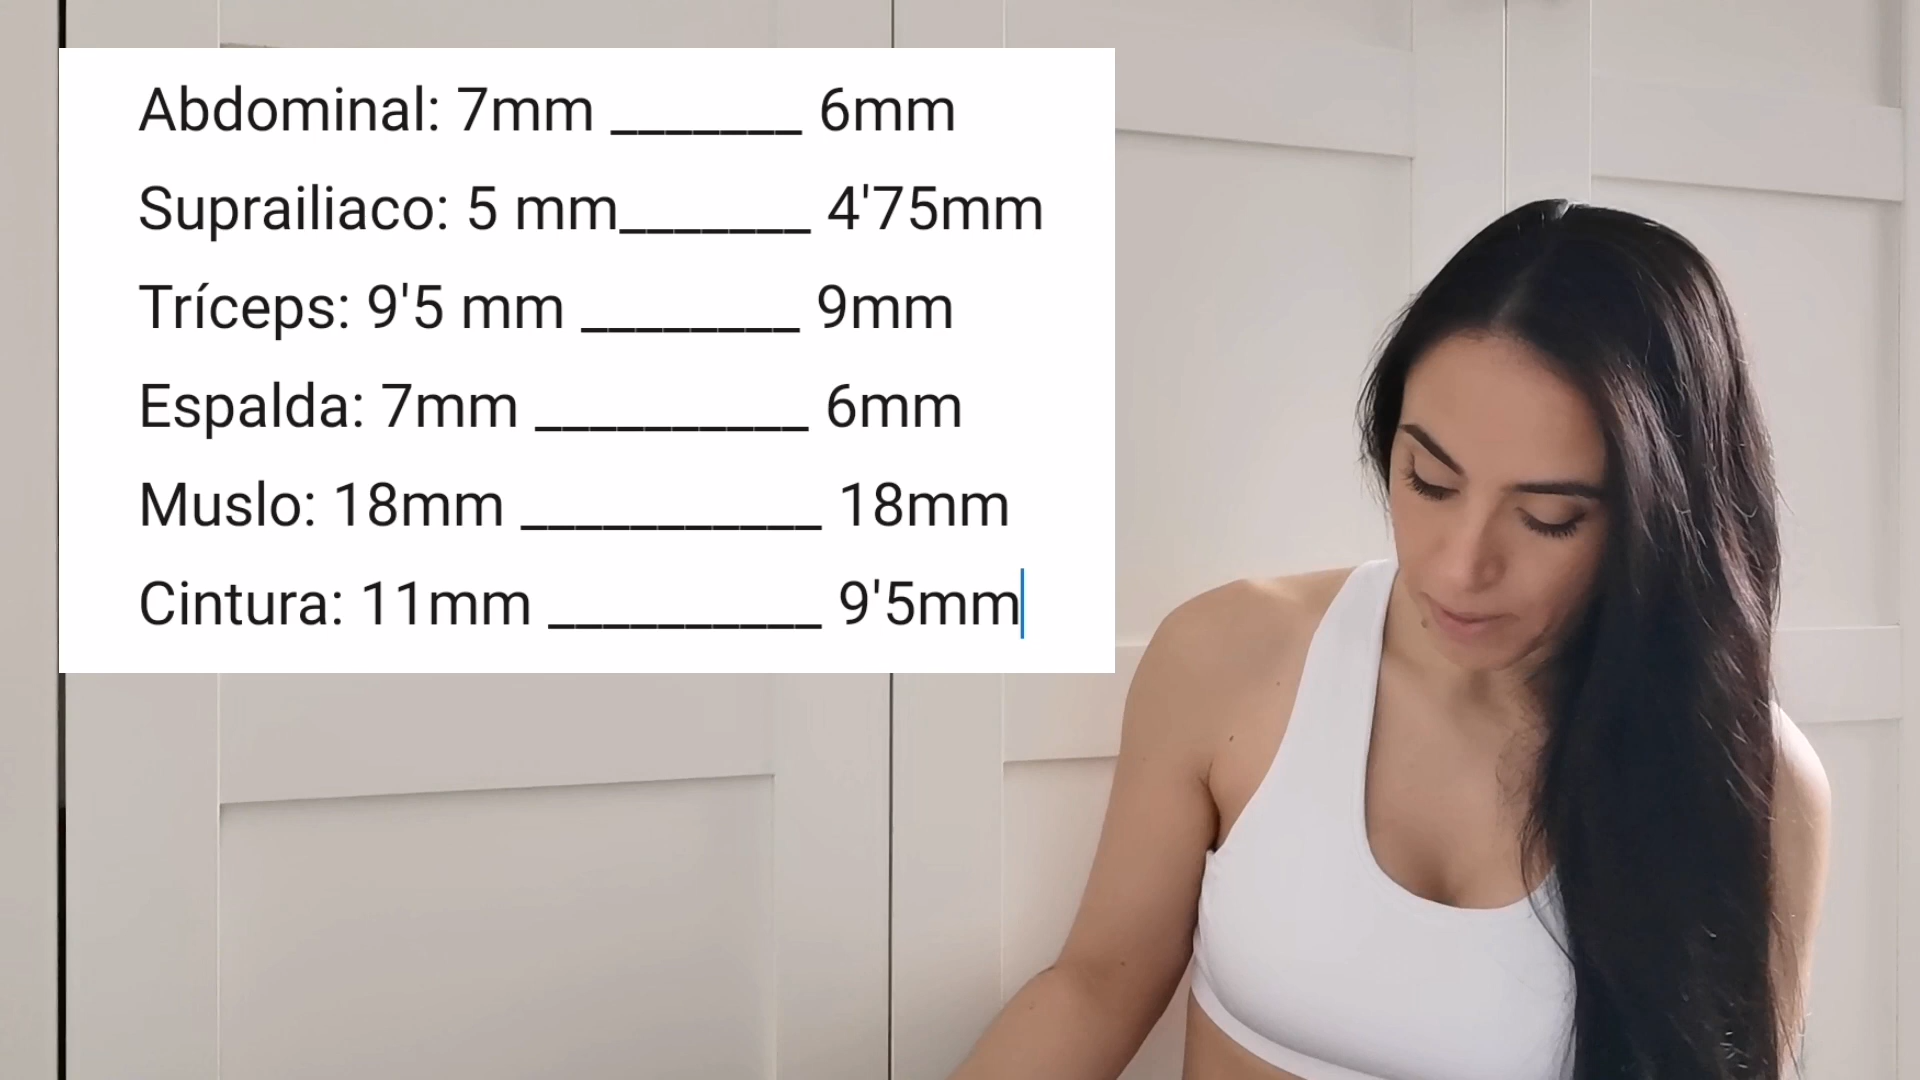 Abdominal: 7mm _______ 6mm
Suprailiaco: 5 mm_______ 4'75mm
Tríceps: 9'5 mm ________ 9mm
Espalda: 7mm __________ 6mm
Muslo: 18mm ___________ 18mm
Cintura: 11mm __________ 9'5mm